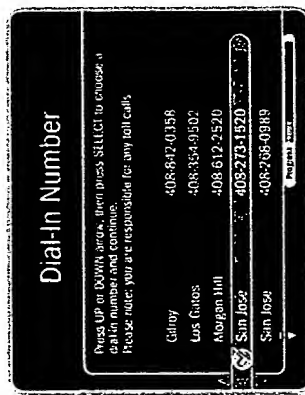 Dial-In Number
Press UP or DOWN arrow, then press SELECT to choose a
dial in number and continue.
Please note, you are responsible for any toll calls
Gilroy 408-842-0358
Los Gatos 408-354-9502
Morgan Hill 408-612-2520
San Jose 408-273-1520
San Jose 408-268-0989